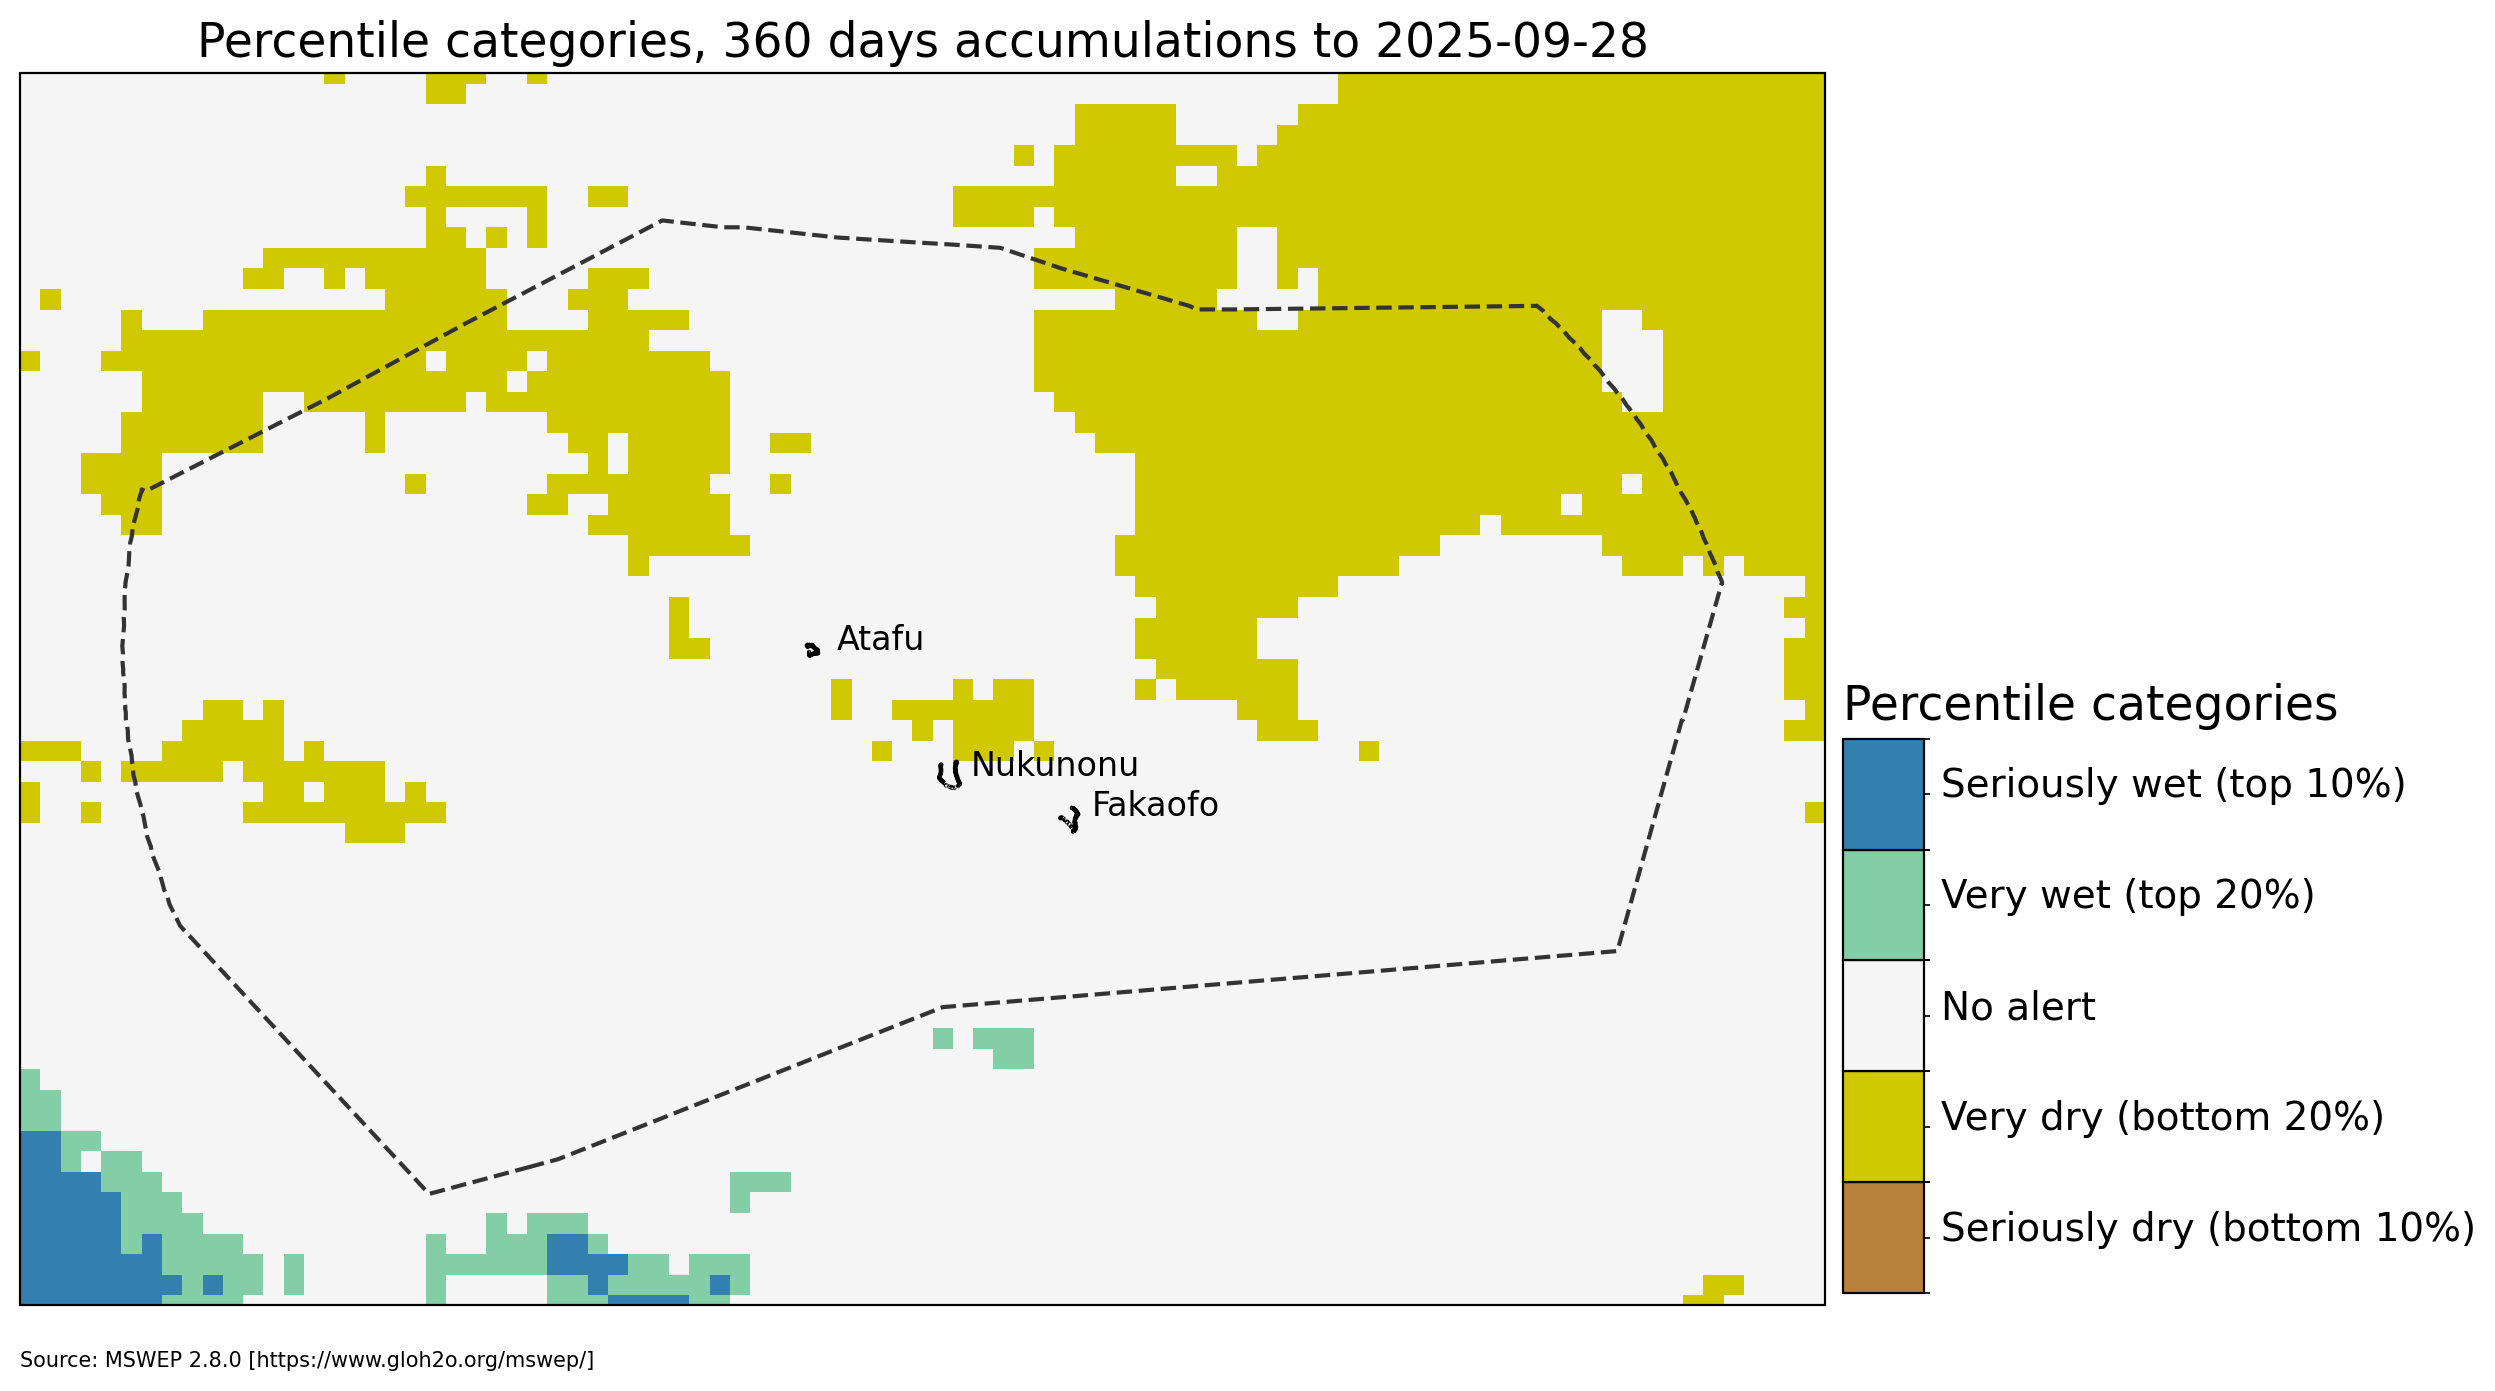 Percentile categories, 360 days accumulations to 2025-09-28
Atafu
Nukunonu
Fakaofo
Percentile categories
Seriously wet (top 10%)
Very wet (top 20%)
No alert
Very dry (bottom 20%)
Seriously dry (bottom 10%)
Source: MSWEP 2.8.0 [https://www.gloh2o.org/mswep/]